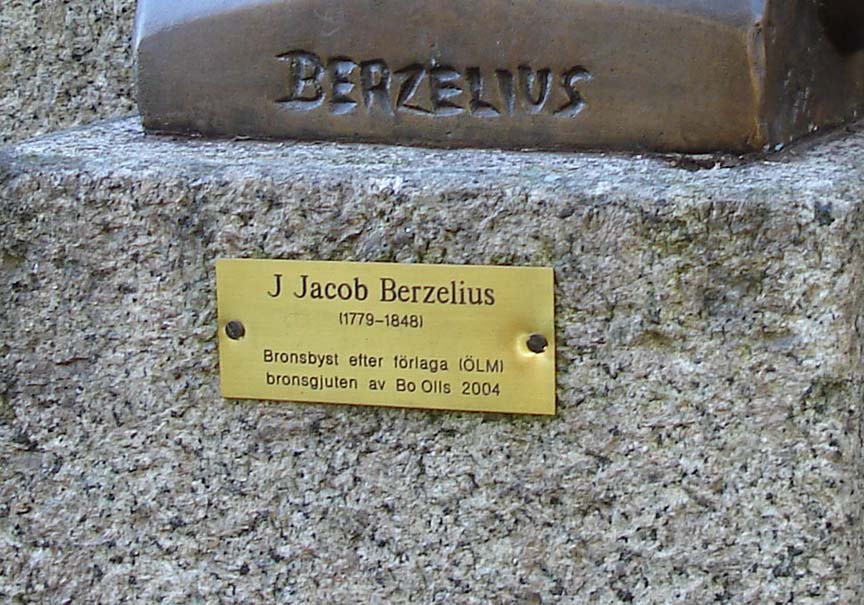 BERZELIUS
J Jacob Berzelius
(1779–1848)
Bronsbyst efter förlaga (ÖLM)
bronsgjuten av Bo Olls 2004